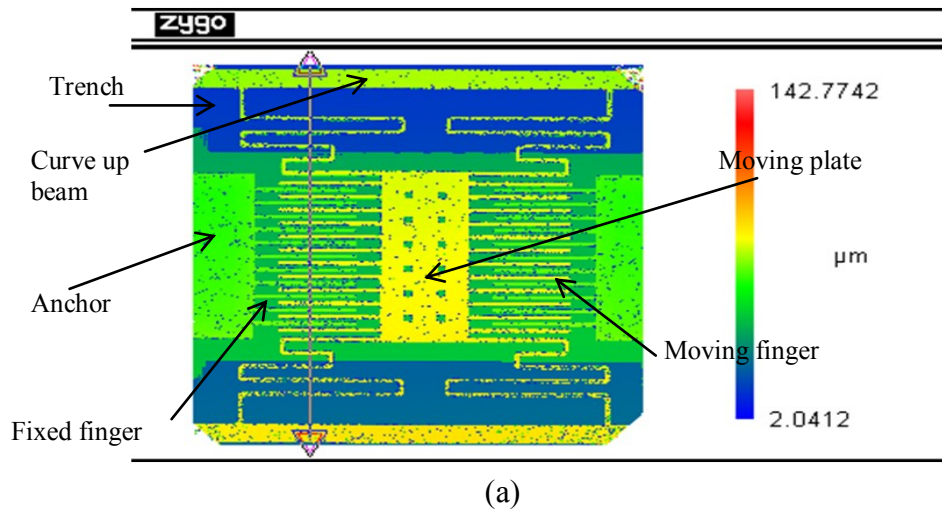 zygo
Trench
142.7742
Curve up
beam
Moving plate
µm
Anchor
Moving finger
Fixed finger
2.0412
(a)